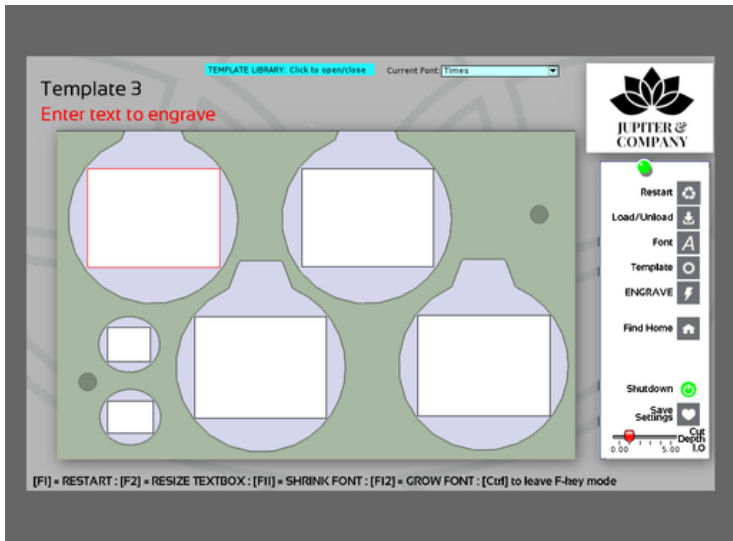 TEMPLATE LIBRARY: Click to open/close
Current Font: Times
Template 3
Enter text to engrave
JUPITER &
COMPANY
Restart
Load/Unload
Font
A
Template
ENGRAVE
Find Home
Shutdown
Save
Settings
Cut
Depth
0.00 5.00 1.0
[F1] = RESTART : [F2] = RESIZE TEXTBOX : [F11] = SHRINK FONT : [F12] = GROW FONT : [Ctrl] to leave F-key mode